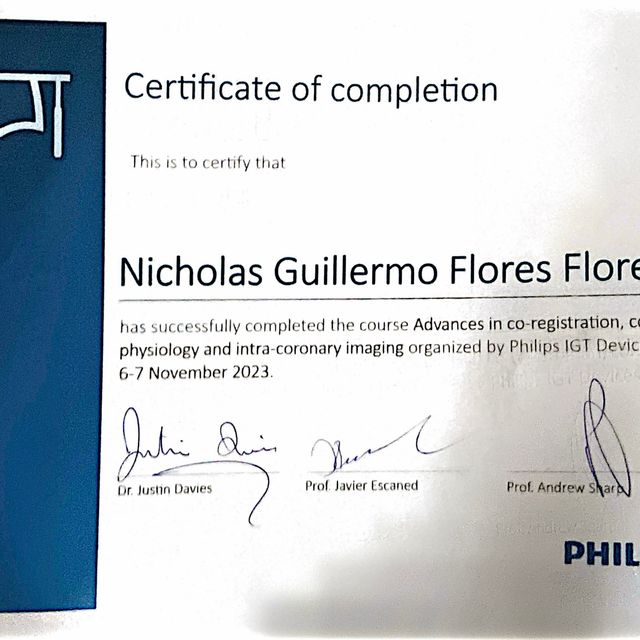 Certificate of completion
This is to certify that
Nicholas Guillermo Flores Flore
has successfully completed the course Advances in co-registration, co
physiology and intra-coronary imaging organized by Philips IGT Devic
6-7 November 2023.
Dr. Justin Davies Prof. Javier Escaned Prof. Andrew Sharp
PHIL